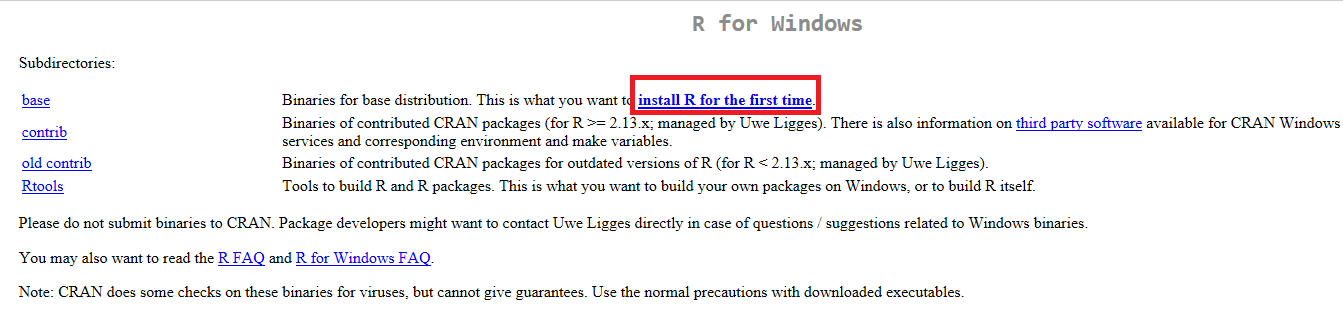 R for Windows
Subdirectories:
base Binaries for base distribution. This is what you want to install R for the first time.
contrib Binaries of contributed CRAN packages (for R >= 2.13.x; managed by Uwe Ligges). There is also information on third party software available for CRAN Windows
services and corresponding environment and make variables.
old contrib Binaries of contributed CRAN packages for outdated versions of R (for R < 2.13.x; managed by Uwe Ligges).
Rtools Tools to build R and R packages. This is what you want to build your own packages on Windows, or to build R itself.
Please do not submit binaries to CRAN. Package developers might want to contact Uwe Ligges directly in case of questions / suggestions related to Windows binaries.
You may also want to read the R FAQ and R for Windows FAQ.
Note: CRAN does some checks on these binaries for viruses, but cannot give guarantees. Use the normal precautions with downloaded executables.